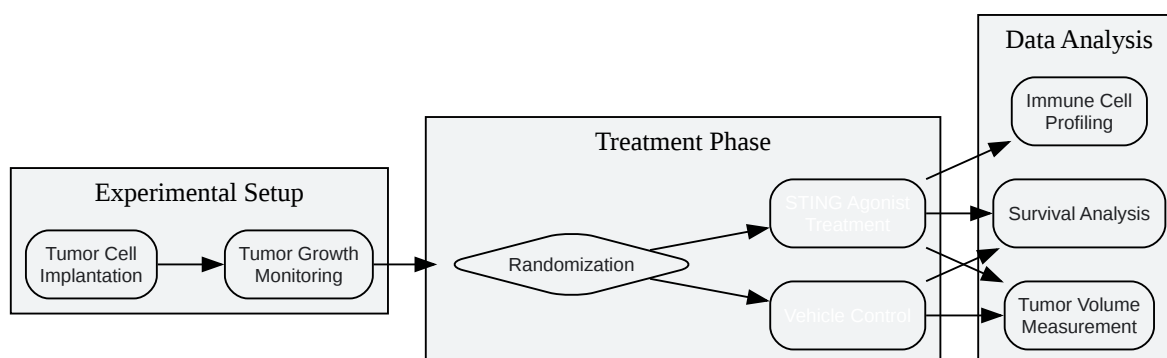 Experimental Setup
Tumor Cell
Implantation
Tumor Growth
Monitoring
Treatment Phase
Randomization
STING Agonist
Treatment
Vehicle Control
Data Analysis
Immune Cell
Profiling
Survival Analysis
Tumor Volume
Measurement